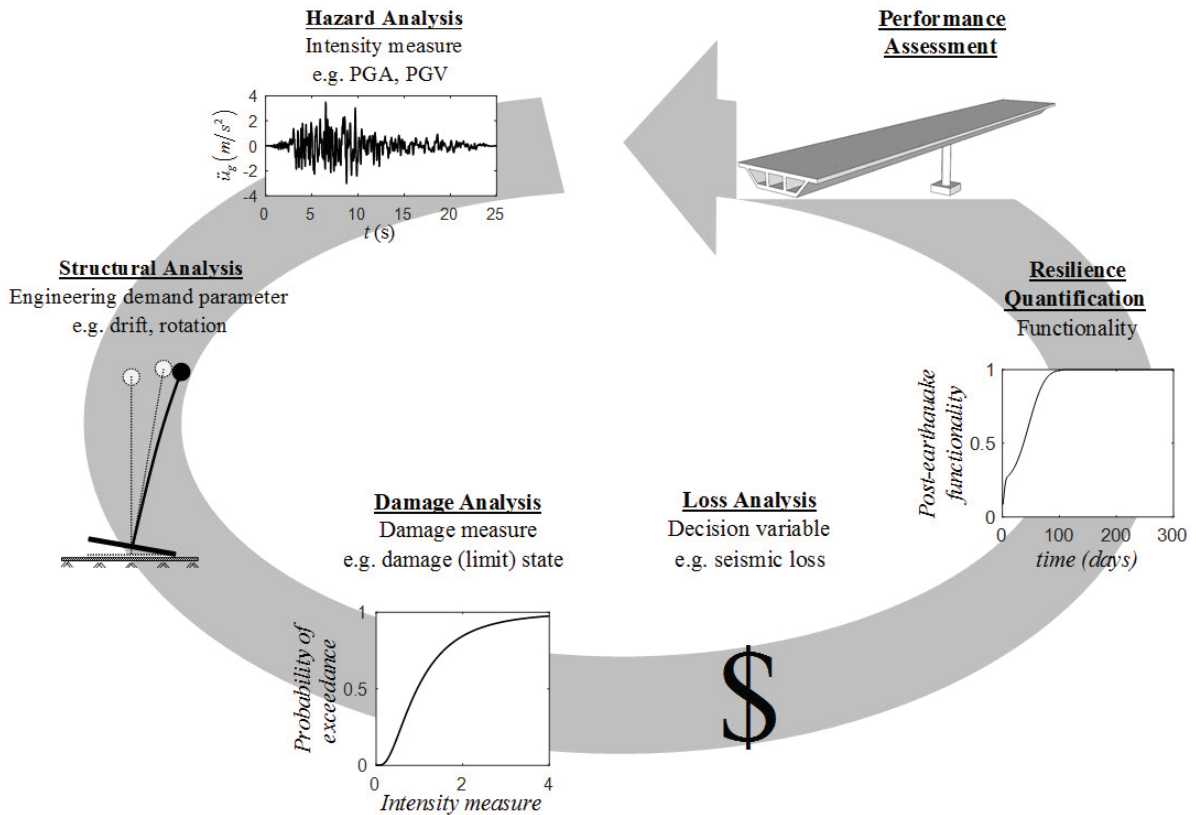 Hazard Analysis
Intensity measure
e.g. PGA, PGV
4
2
0
-2
-4
ü_g (m/s²)
0 5 10 15 20 25
t (s)
Performance
Assessment
Structural Analysis
Engineering demand parameter
e.g. drift, rotation
Resilience
Quantification
Functionality
1
0.5
0
Post-earthauake
functionality
0 100 200 300
time (days)
Damage Analysis
Damage measure
e.g. damage (limit) state
1
0.5
0
Probability of
exceedance
0 2 4
Intensity measure
Loss Analysis
Decision variable
e.g. seismic loss
$